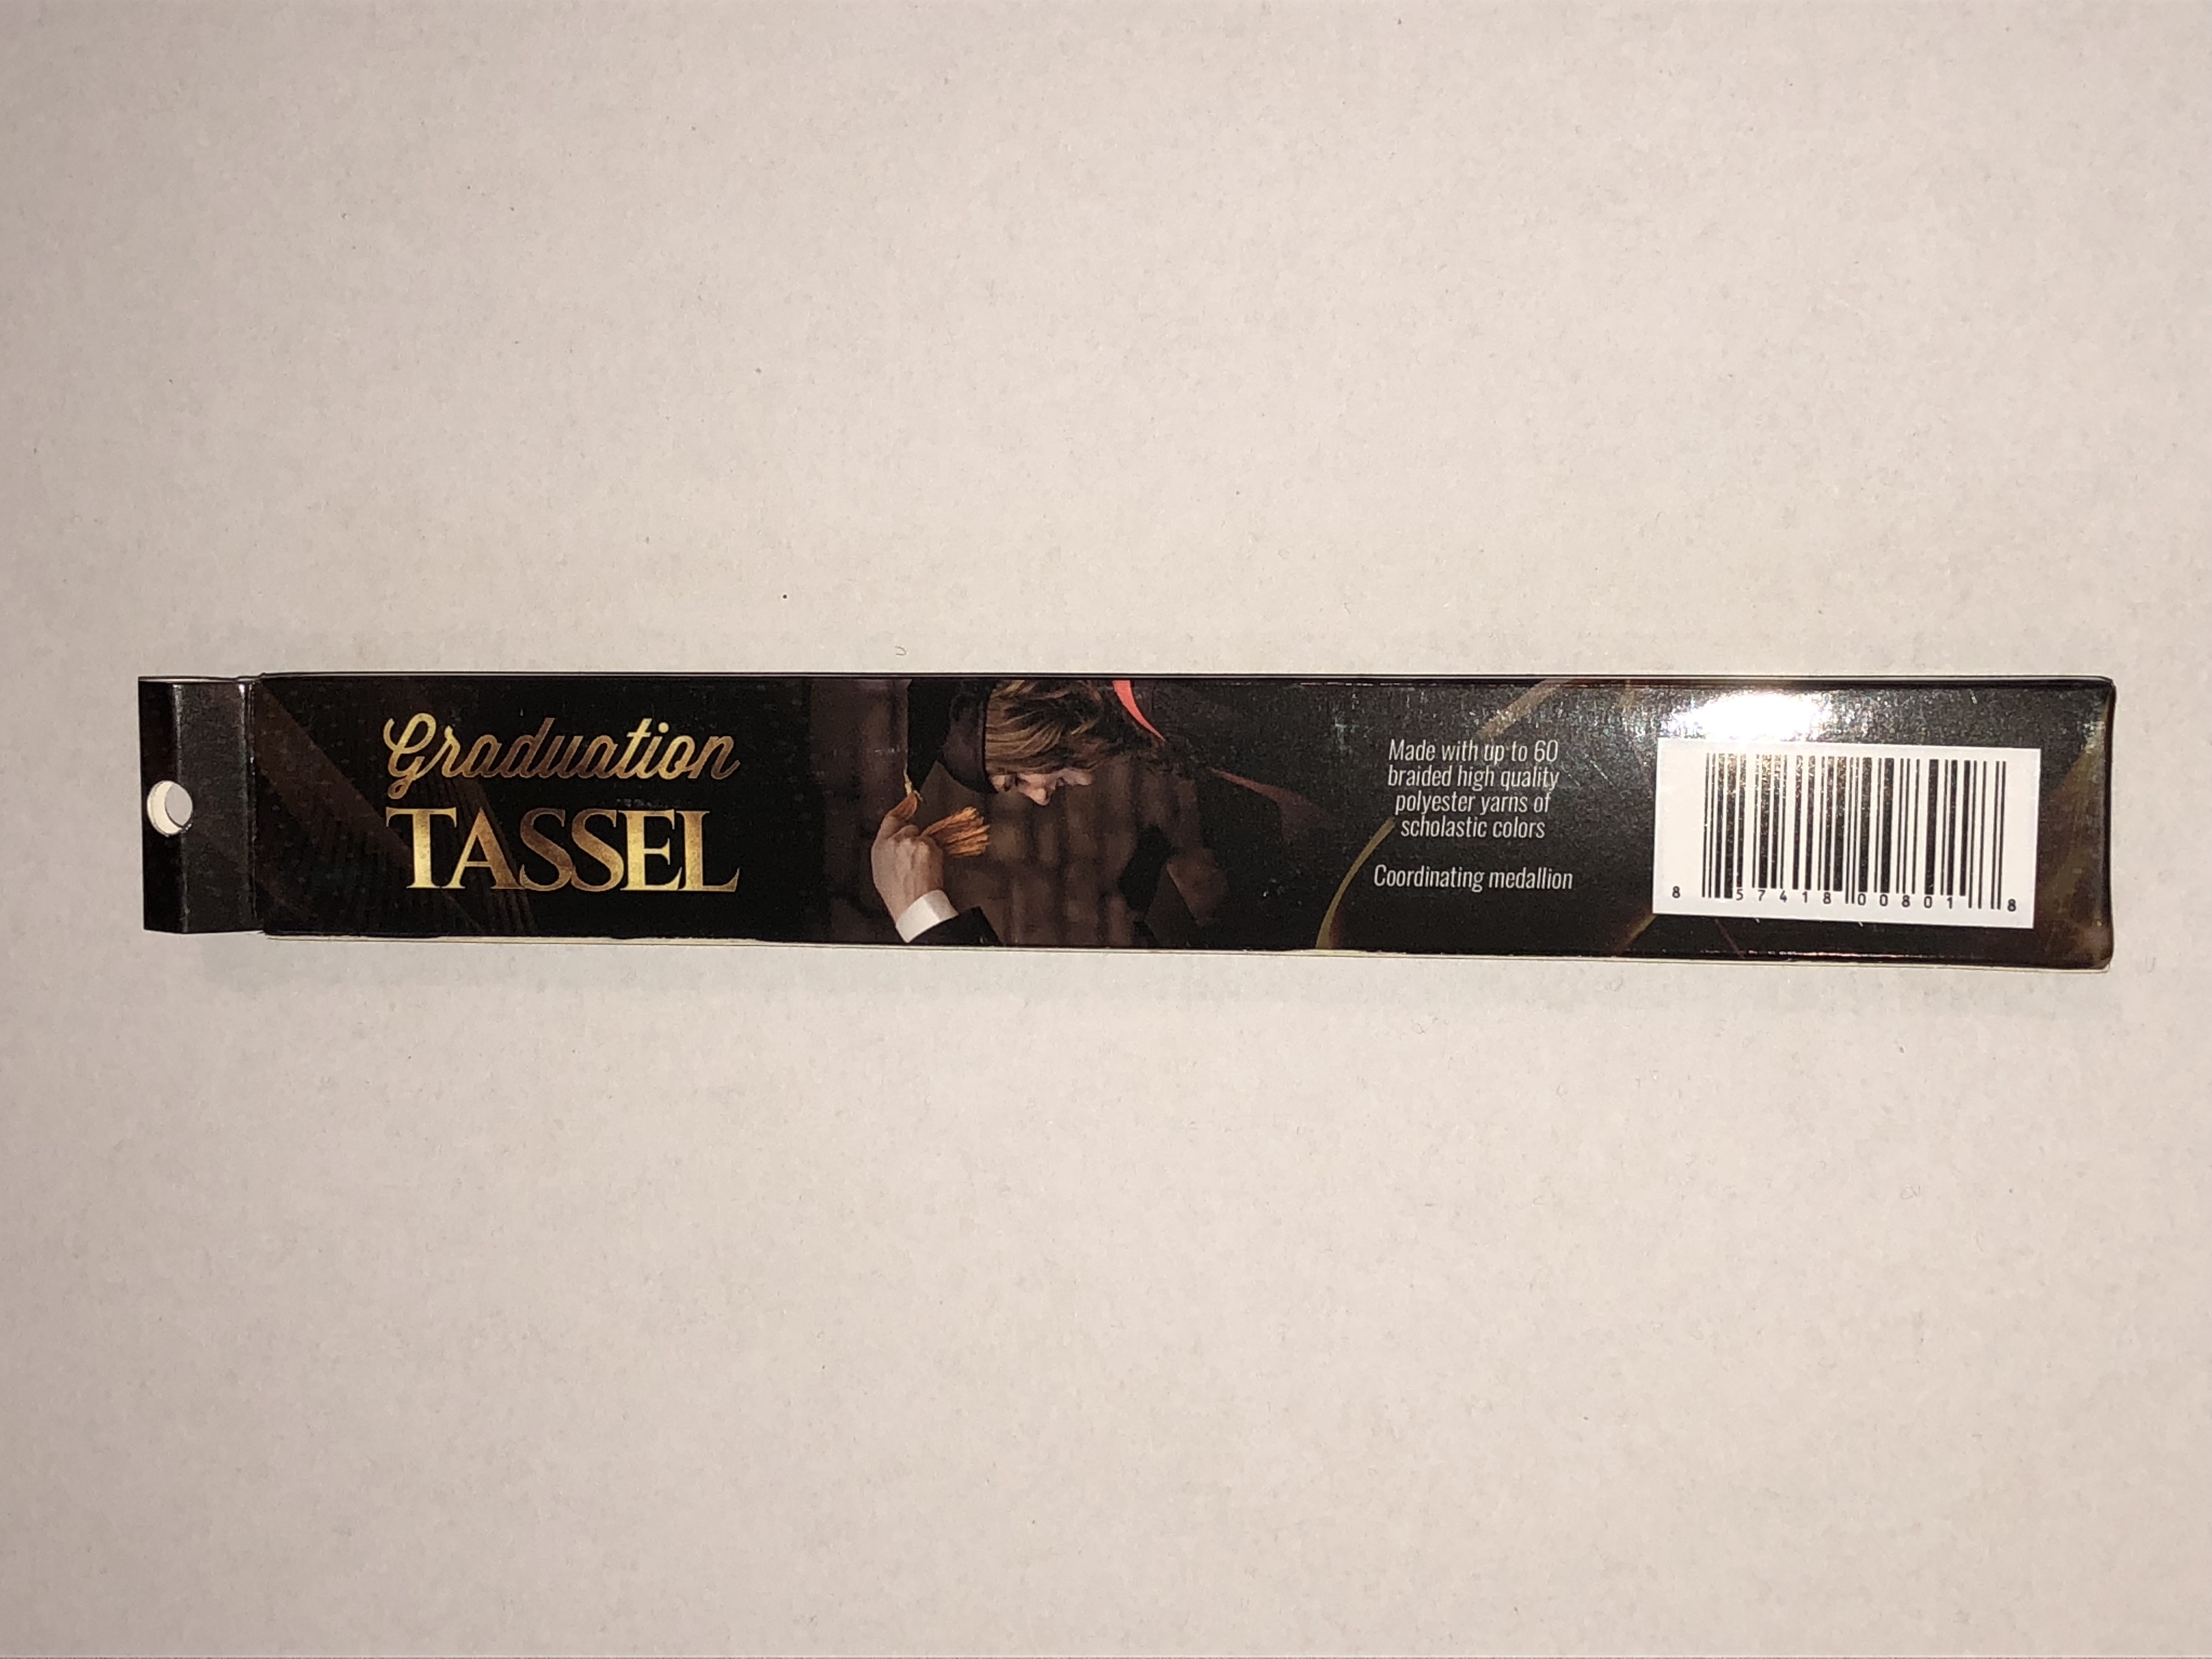 Graduation
TASSEL
Made with up to 60
braided high quality
polyester yarns of
scholastic colors
Coordinating medallion
8 57418 00801 8